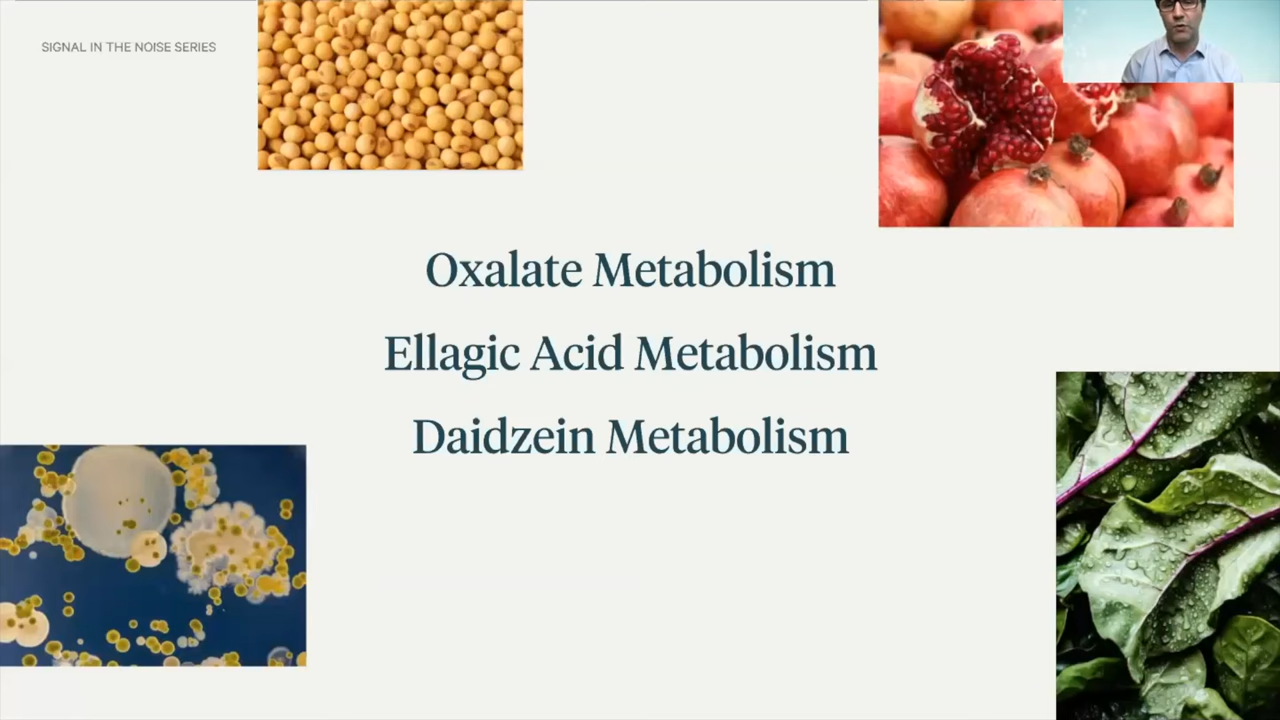 SIGNAL IN THE NOISE SERIES
Oxalate Metabolism
Ellagic Acid Metabolism
Daidzein Metabolism